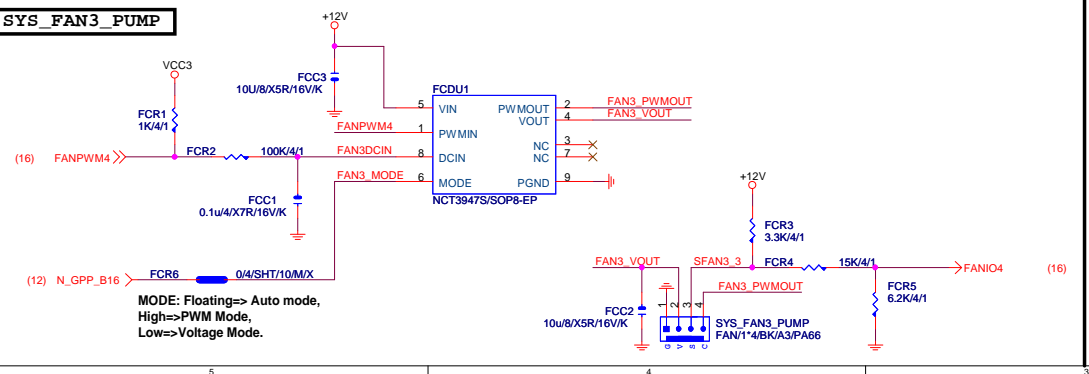 SYS_FAN3_PUMP
+12V
VCC3
FCC3
10U/8/X5R/16V/K
FCR1
1K/4/1
FCDU1
5 VIN PWMOUT 2 FAN3_PWMOUT
VOUT 4 FAN3_VOUT
FANPWM4 1 PWMIN
NC 3
(16) FANPWM4 FCR2 100K/4/1 FAN3DCIN 8 DCIN NC 7
FAN3_MODE 6 MODE PGND 9
NCT3947S/SOP8-EP
FCC1
0.1u/4/X7R/16V/K
+12V
FCR3
3.3K/4/1
FAN3_VOUT SFAN3_3 FCR4 15K/4/1 FANIO4 (16)
(12) N_GPP_B16 FCR6 0/4/SHT/10/M/X
FAN3_PWMOUT
FCR5
6.2K/4/1
MODE: Floating=> Auto mode,
High=>PWM Mode,
Low=>Voltage Mode.
FCC2
10u/8/X5R/16V/K
1 2 3 4
G V S C
SYS_FAN3_PUMP
FAN/1*4/BK/A3/PA66
5 4 3